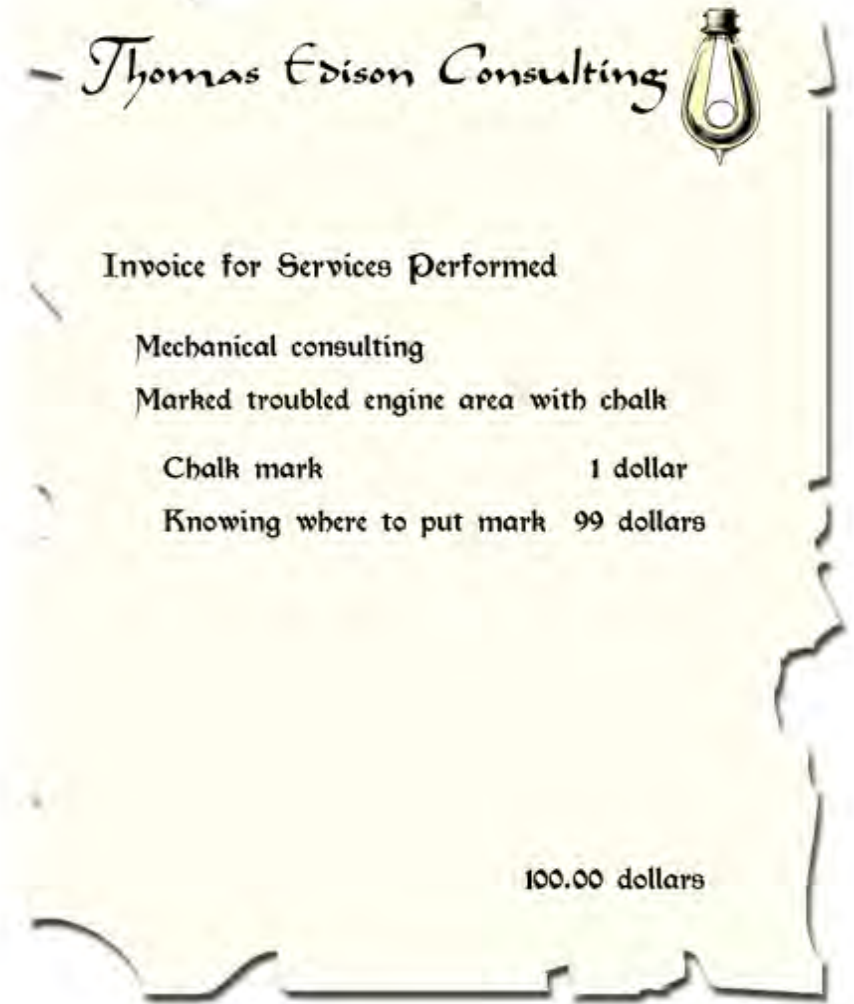 Thomas Edison Consulting
Invoice for Services Performed
Mechanical consulting
Marked troubled engine area with chalk
Chalk mark 1 dollar
Knowing where to put mark 99 dollars
100.00 dollars